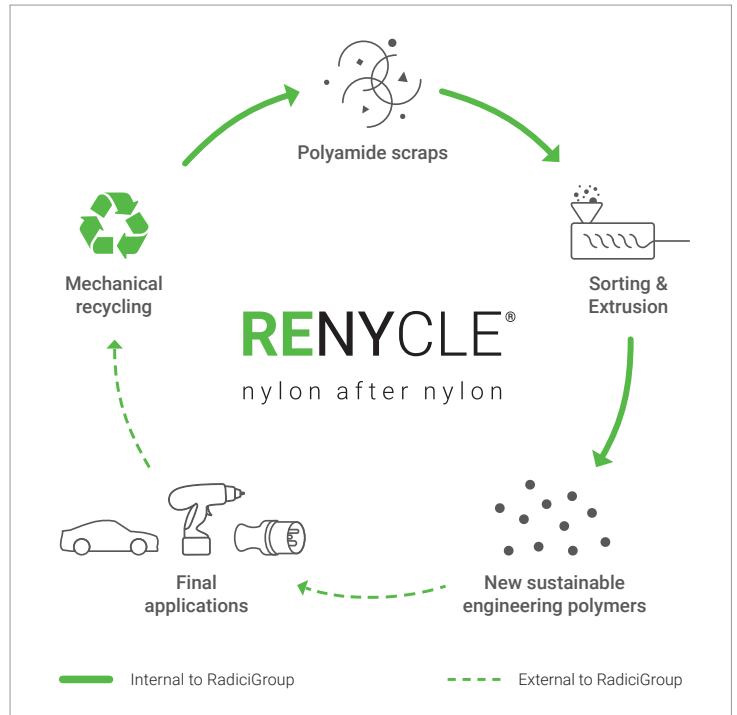 Polyamide scraps
Sorting &
Extrusion
New sustainable
engineering polymers
Final
applications
Mechanical
recycling
RENYCLE®
nylon after nylon
Internal to RadiciGroup
External to RadiciGroup